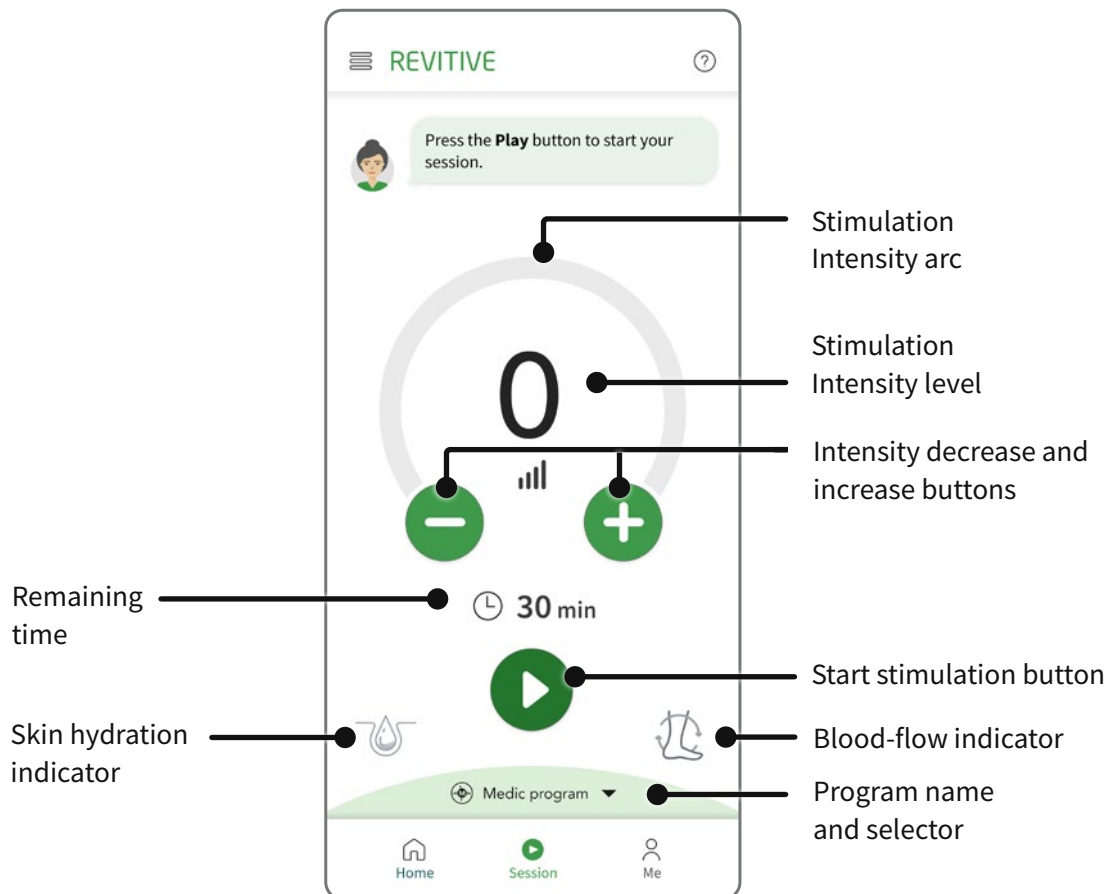 REVITIVE
?
Press the Play button to start your
session.
Stimulation
Intensity arc
0
Stimulation
Intensity level
Intensity decrease and
increase buttons
Remaining
time
30 min
Start stimulation button
Skin hydration
indicator
Blood-flow indicator
Medic program
Program name
and selector
Home
Session
Me